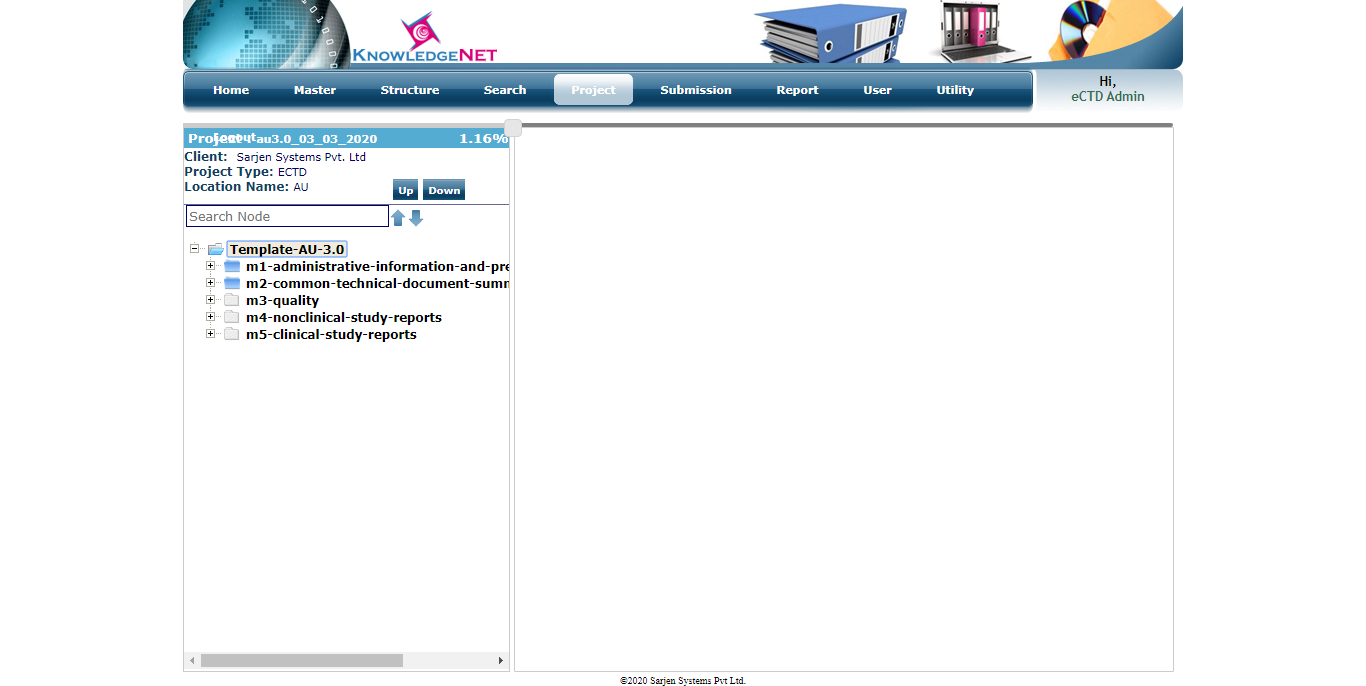 KNOWLEDGENET
Home Master Structure Search Project Submission Report User Utility
Hi,
eCTD Admin
Logout
Project : au3.0_03_03_2020 1.16%
Client: Sarjen Systems Pvt. Ltd
Project Type: ECTD
Location Name: AU
Up Down
Search Node
Template-AU-3.0
m1-administrative-information-and-pre
m2-common-technical-document-summ
m3-quality
m4-nonclinical-study-reports
m5-clinical-study-reports
©2020 Sarjen Systems Pvt Ltd.